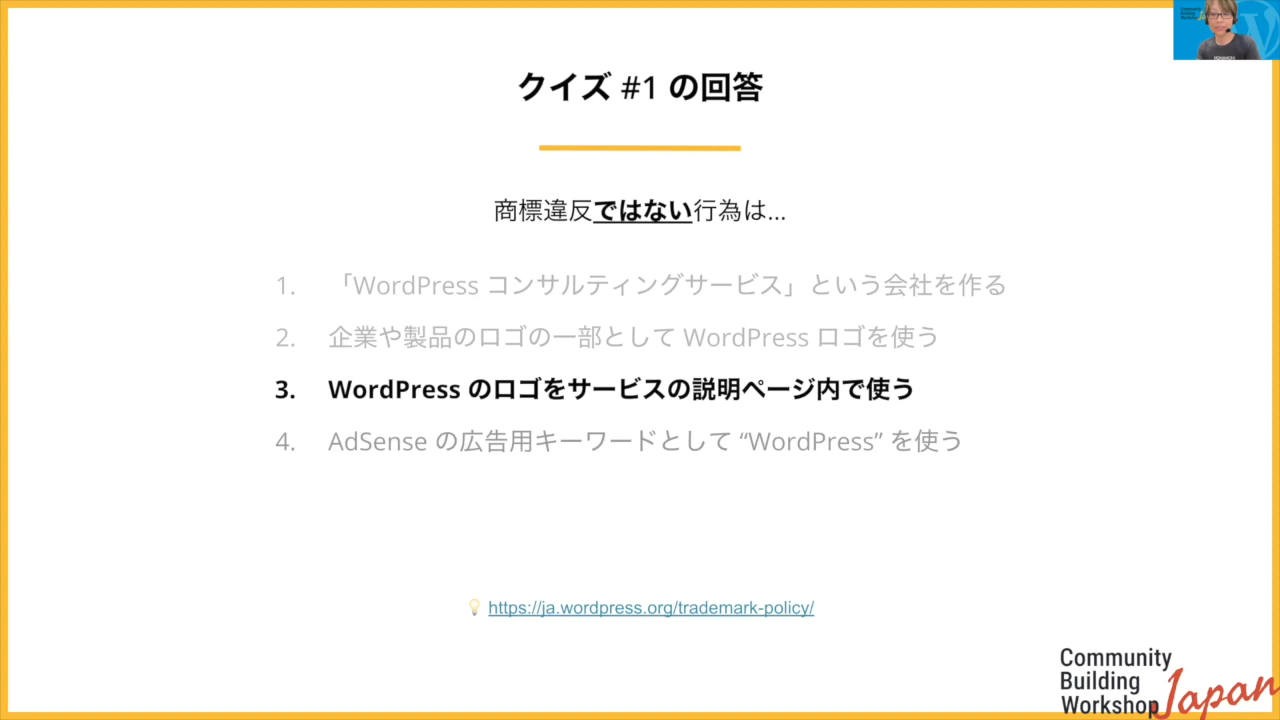 クイズ #1 の回答
商標違反ではない行為は...
1. 「WordPress コンサルティングサービス」という会社を作る
2. 企業や製品のロゴの一部として WordPress ロゴを使う
3. WordPress のロゴをサービスの説明ページ内で使う
4. AdSense の広告用キーワードとして “WordPress” を使う
💡 https://ja.wordpress.org/trademark-policy/
Community
Building
Workshop Japan